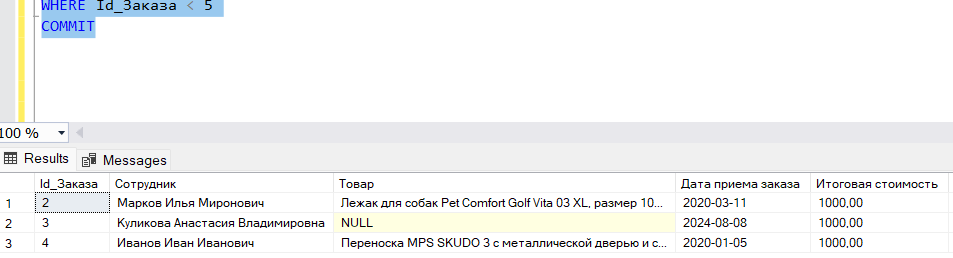 WHERE Id_Заказа < 5
COMMIT
100 %
Results Messages
Id_Заказа Сотрудник Товар Дата приема заказа Итоговая стоимость
1 2 Марков Илья Миронович Лежак для собак Pet Comfort Golf Vita 03 XL, размер 10... 2020-03-11 1000,00
2 3 Куликова Анастасия Владимировна NULL 2024-08-08 1000,00
3 4 Иванов Иван Иванович Переноска MPS SKUDO 3 с металлической дверью и с... 2020-01-05 1000,00